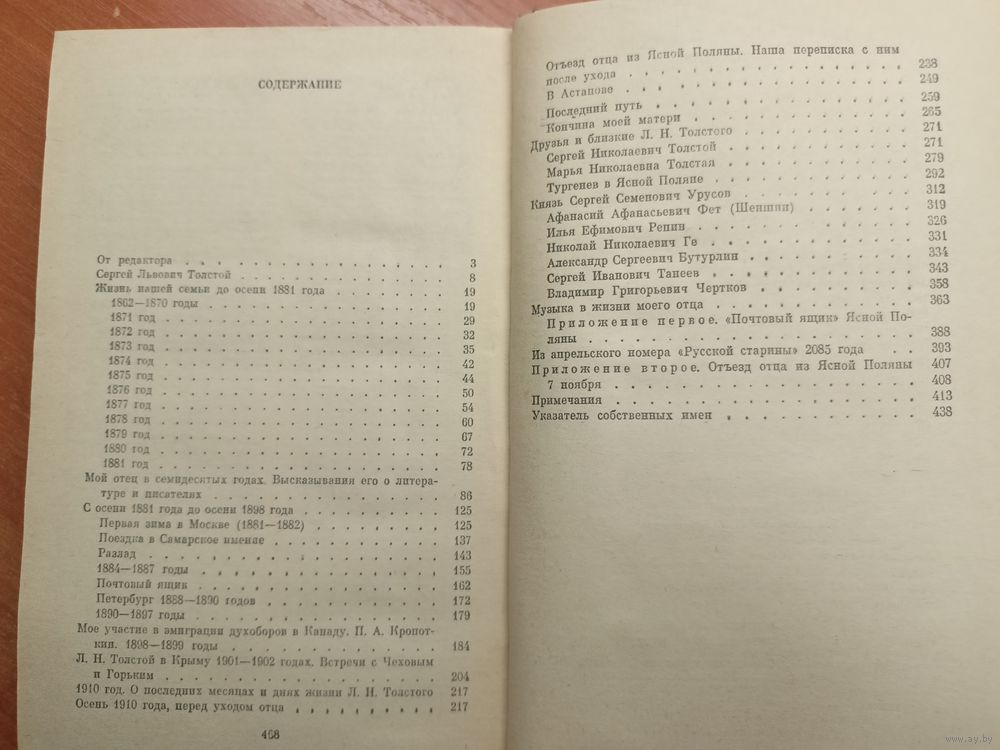 СОДЕРЖАНИЕ
От редактора . . . . . . . . . . . . . . . . 3
Сергей Львович Толстой . . . . . . . . . . . . 8
Жизнь нашей семьи до осени 1881 года . . . . . . . 19
1862—1870 годы . . . . . . . . . . . . . . 19
1871 год . . . . . . . . . . . . . . . . 29
1872 год . . . . . . . . . . . . . . . . 32
1873 год . . . . . . . . . . . . . . . . 35
1874 год . . . . . . . . . . . . . . . . 42
1875 год . . . . . . . . . . . . . . . . 44
1876 год . . . . . . . . . . . . . . . . 50
1877 год . . . . . . . . . . . . . . . . 54
1878 год . . . . . . . . . . . . . . . . 60
1879 год . . . . . . . . . . . . . . . . 67
1880 год . . . . . . . . . . . . . . . . 72
1881 год . . . . . . . . . . . . . . . . 78
Мой отец в семидесятых годах. Высказывания его о литера-
туре и писателях . . . . . . . . . . . . . 86
С осени 1881 года до осени 1898 года . . . . . . . . 125
Первая зима в Москве (1881—1882) . . . . . . . 125
Поездка в Самарское имение . . . . . . . . . 137
Разлад . . . . . . . . . . . . . . . . 143
1884—1887 годы . . . . . . . . . . . . . 155
Почтовый ящик . . . . . . . . . . . . . 162
Петербург 1888—1890 годов . . . . . . . . . 172
1890—1897 годы . . . . . . . . . . . . . 179
Мое участие в эмиграции духоборов в Канаду. П. А. Кропот-
кин. 1898—1899 годы . . . . . . . . . . . 184
Л. Н. Толстой в Крыму 1901—1902 годах. Встречи с Чеховым
и Горьким . . . . . . . . . . . . . . . 204
1910 год. О последних месяцах и днях жизни Л. Н. Толстого 217
Осень 1910 года, перед уходом отца . . . . . . . . . 217
468
Отъезд отца из Ясной Поляны. Наша переписка с ним
после ухода . . . . . . . . . . . . . . 238
В Астапове . . . . . . . . . . . . . . 249
Последний путь . . . . . . . . . . . . . 259
Кончина моей матери . . . . . . . . . . . 265
Друзья и близкие Л. Н. Толстого . . . . . . . . . 271
Сергей Николаевич Толстой . . . . . . . . . 271
Марья Николаевна Толстая . . . . . . . . . 279
Тургенев в Ясной Поляне . . . . . . . . . . 292
Князь Сергей Семенович Урусов . . . . . . . . . 312
Афанасий Афанасьевич Фет (Шеншин) . . . . . . 319
Илья Ефимович Репин . . . . . . . . . . . 326
Николай Николаевич Ге . . . . . . . . . . 331
Александр Сергеевич Бутурлин . . . . . . . . 334
Сергей Иванович Танеев . . . . . . . . . . 343
Владимир Григорьевич Чертков . . . . . . . . 358
Музыка в жизни моего отца . . . . . . . . . . . 363
Приложение первое. «Почтовый ящик» Ясной По-
ляны . . . . . . . . . . . . . . . . . 388
Из апрельского номера «Русской старины» 2085 года . . 393
Приложение второе. Отъезд отца из Ясной Поляны 407
7 ноября . . . . . . . . . . . . . . . 408
Примечания . . . . . . . . . . . . . . . . 413
Указатель собственных имен . . . . . . . . . . . 438
www.ay.by